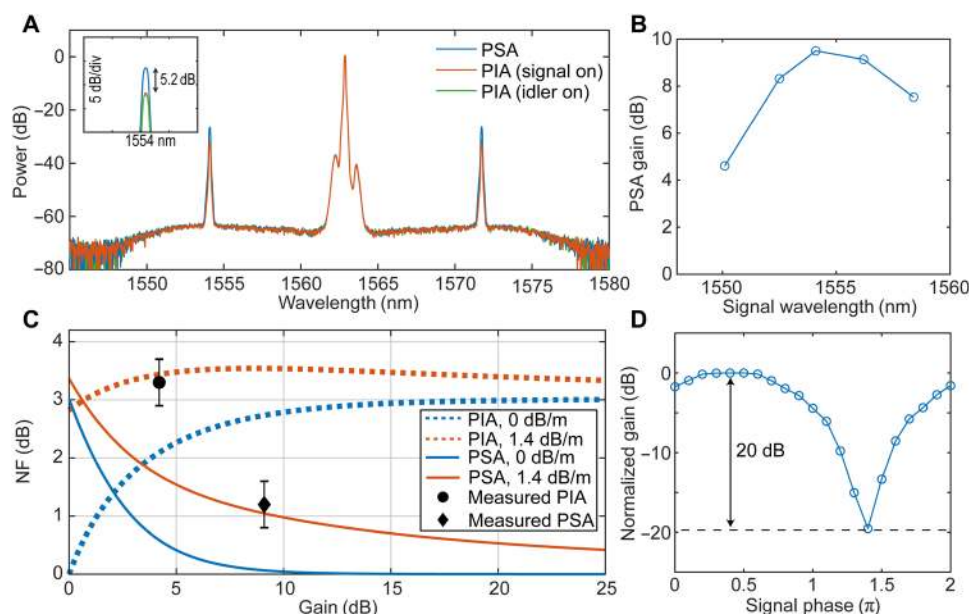 A
0
−20
−40
−60
−80
Power (dB)
5 dB/div
5.2 dB
1554 nm
PSA
PIA (signal on)
PIA (idler on)
1550 1555 1560 1565 1570 1575 1580
Wavelength (nm)
B
10
8
6
4
2
0
PSA gain (dB)
1550 1555 1560
Signal wavelength (nm)
C
4
3
2
1
0
NF (dB)
PIA, 0 dB/m
PIA, 1.4 dB/m
PSA, 0 dB/m
PSA, 1.4 dB/m
Measured PIA
Measured PSA
0 5 10 15 20 25
Gain (dB)
D
0
−10
−20
Normalized gain (dB)
20 dB
0 0.5 1.0 1.5 2
Signal phase (π)